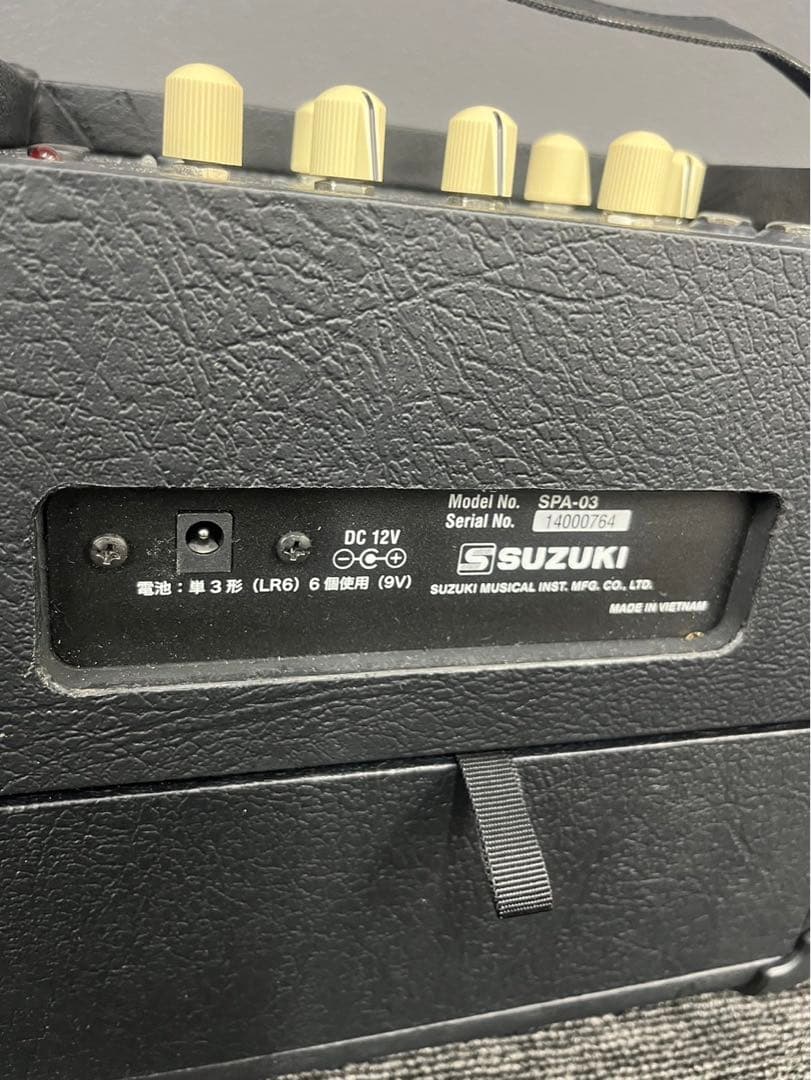 Model No. SPA-03
Serial No. 14000764
DC 12V
SUZUKI
電池：単3形（LR6）6個使用（9V）
SUZUKI MUSICAL INST. MFG. CO., LTD.
MADE IN VIETNAM